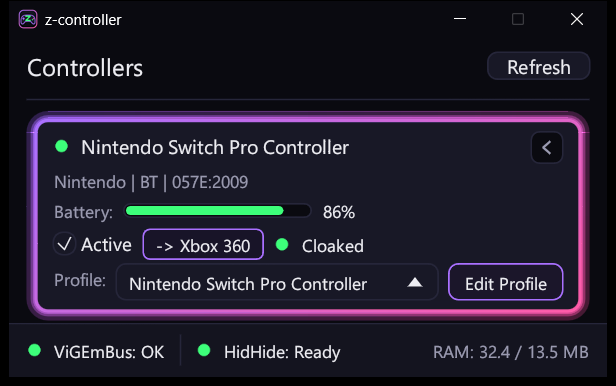 z-controller
Controllers
Refresh
Nintendo Switch Pro Controller
Nintendo | BT | 057E:2009
Battery: 86%
Active -> Xbox 360 Cloaked
Profile: Nintendo Switch Pro Controller Edit Profile
ViGEmBus: OK HidHide: Ready RAM: 32.4 / 13.5 MB